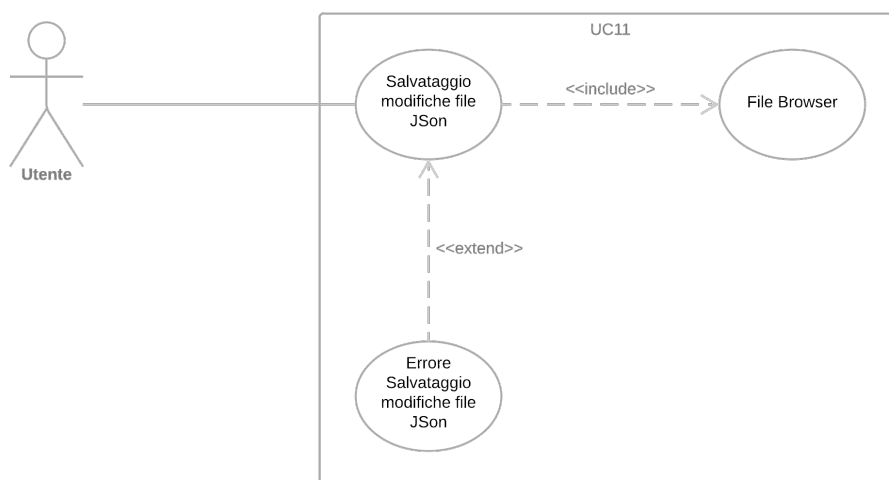 UC11
Salvataggio
modifiche file
JSon
<<include>>
File Browser
Utente
<<extend>>
Errore
Salvataggio
modifiche file
JSon